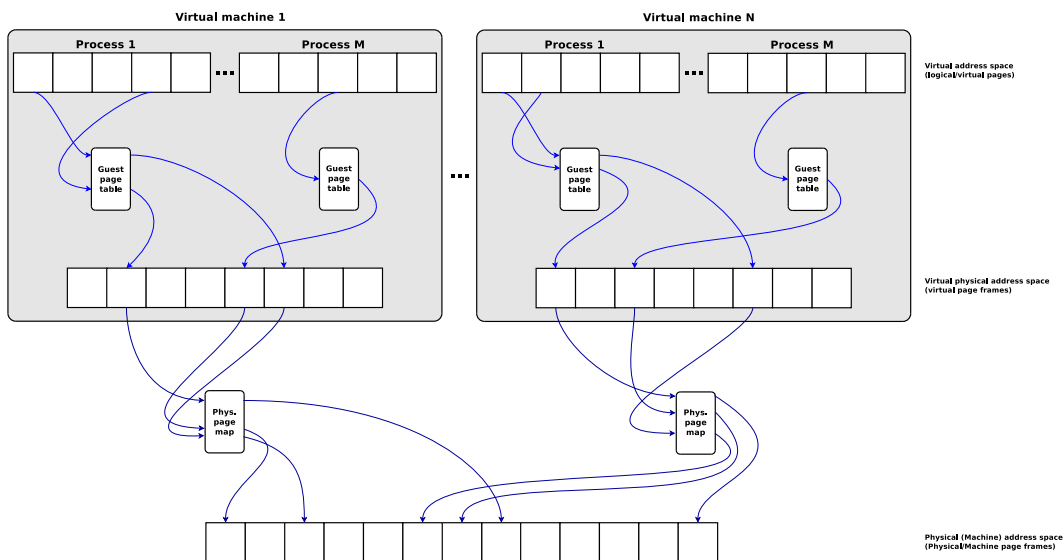 Virtual machine 1
Virtual machine N
Process 1
Process M
Process 1
Process M
...
...
Virtual address space
(logical/virtual pages)
Guest
page
table
Guest
page
table
...
Guest
page
table
Guest
page
table
Virtual physical address space
(virtual page frames)
Phys.
page
map
Phys.
page
map
Physical (Machine) address space
(Physical/Machine page frames)